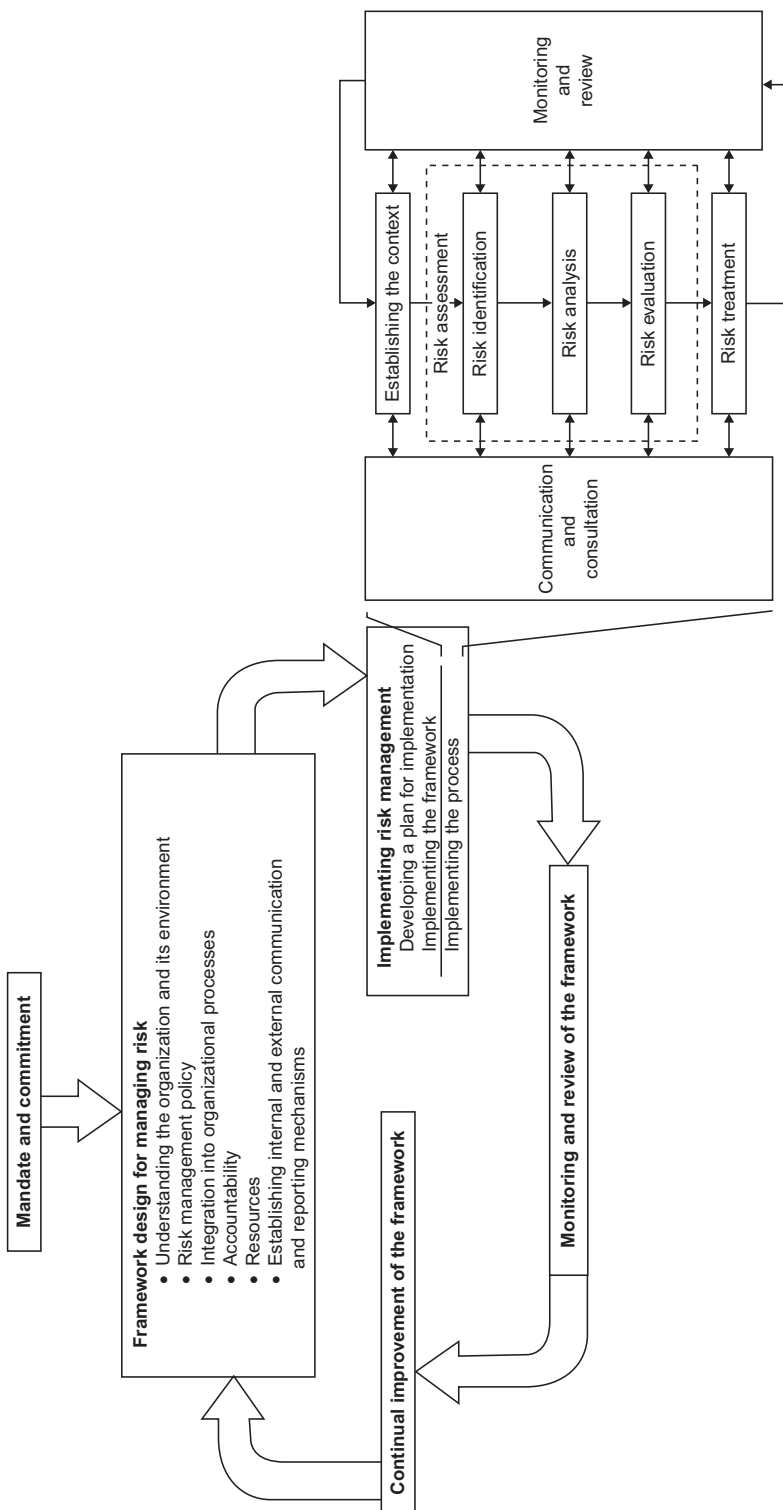 Mandate and commitment
Framework design for managing risk
• Understanding the organization and its environment
• Risk management policy
• Integration into organizational processes
• Accountability
• Resources
• Establishing internal and external communication
and reporting mechanisms
Implementing risk management
Developing a plan for implementation
Implementing the framework
Implementing the process
Continual improvement of the framework
Monitoring and review of the framework
Communication
and
consultation
Establishing the context
Risk assessment
Risk identification
Risk analysis
Risk evaluation
Risk treatment
Monitoring
and
review